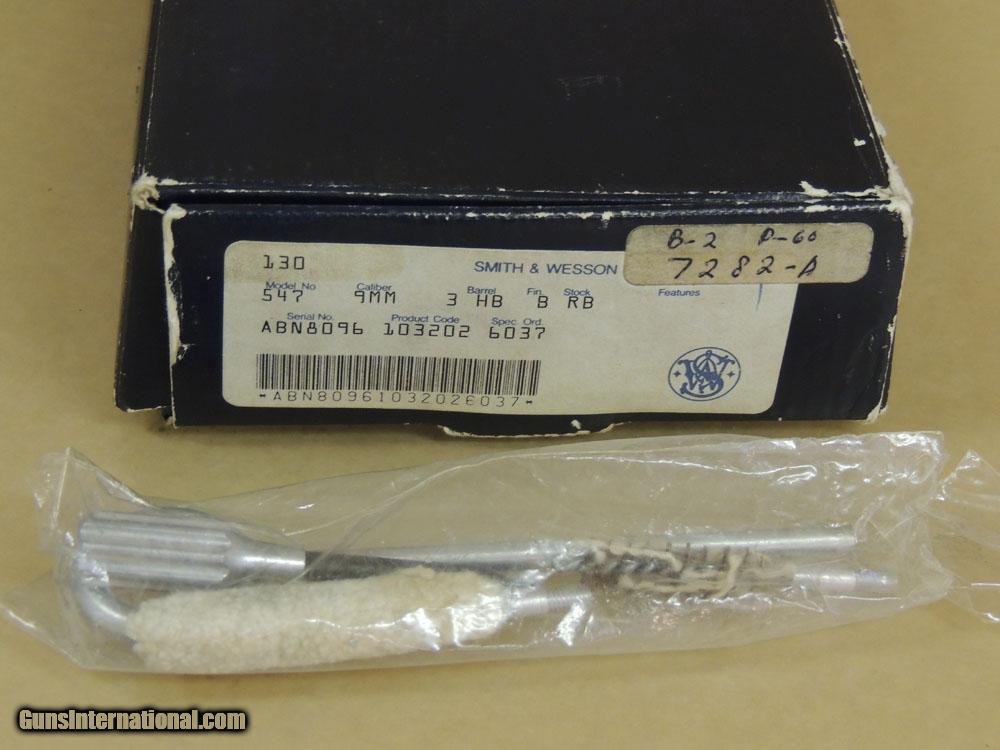 130 SMITH & WESSON
B-2 P-60
7282-A
Model No Caliber Barrel Fin Stock Features
547 9MM 3 HB B RB
Serial No. Product Code Spec Ord
ABN8096 103202 6037
*ABN80961032026037*
GunsInternational.com